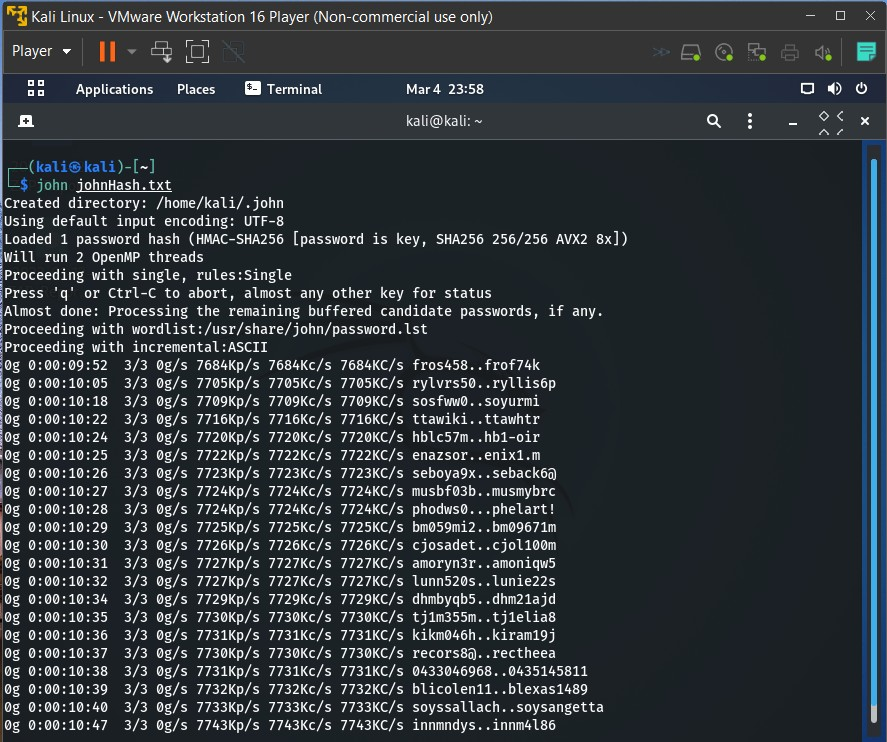 Kali Linux - VMware Workstation 16 Player (Non-commercial use only)
Player
Applications Places Terminal Mar 4 23:58
kali@kali: ~
(kali㉿kali)-[~]
$ john johnHash.txt
Created directory: /home/kali/.john
Using default input encoding: UTF-8
Loaded 1 password hash (HMAC-SHA256 [password is key, SHA256 256/256 AVX2 8x])
Will run 2 OpenMP threads
Proceeding with single, rules:Single
Press 'q' or Ctrl-C to abort, almost any other key for status
Almost done: Processing the remaining buffered candidate passwords, if any.
Proceeding with wordlist:/usr/share/john/password.lst
Proceeding with incremental:ASCII
0g 0:00:09:52 3/3 0g/s 7684Kp/s 7684Kc/s 7684KC/s fros458..frof74k
0g 0:00:10:05 3/3 0g/s 7705Kp/s 7705Kc/s 7705KC/s rylvrs50..ryllis6p
0g 0:00:10:18 3/3 0g/s 7709Kp/s 7709Kc/s 7709KC/s sosfww0..soyurmi
0g 0:00:10:22 3/3 0g/s 7716Kp/s 7716Kc/s 7716KC/s ttawiki..ttawhtr
0g 0:00:10:24 3/3 0g/s 7720Kp/s 7720Kc/s 7720KC/s hblc57m..hb1-oir
0g 0:00:10:25 3/3 0g/s 7722Kp/s 7722Kc/s 7722KC/s enazsor..enix1.m
0g 0:00:10:26 3/3 0g/s 7723Kp/s 7723Kc/s 7723KC/s seboya9x..seback6@
0g 0:00:10:27 3/3 0g/s 7724Kp/s 7724Kc/s 7724KC/s musbf03b..musmybrc
0g 0:00:10:28 3/3 0g/s 7724Kp/s 7724Kc/s 7724KC/s phodws0...phelart!
0g 0:00:10:29 3/3 0g/s 7725Kp/s 7725Kc/s 7725KC/s bm059mi2..bm09671m
0g 0:00:10:30 3/3 0g/s 7726Kp/s 7726Kc/s 7726KC/s cjosadet..cjol100m
0g 0:00:10:31 3/3 0g/s 7727Kp/s 7727Kc/s 7727KC/s amoryn3r..amoniqw5
0g 0:00:10:32 3/3 0g/s 7727Kp/s 7727Kc/s 7727KC/s lunn520s..lunie22s
0g 0:00:10:34 3/3 0g/s 7729Kp/s 7729Kc/s 7729KC/s dhmbyqb5..dhm21ajd
0g 0:00:10:35 3/3 0g/s 7730Kp/s 7730Kc/s 7730KC/s tj1m355m..tj1elia8
0g 0:00:10:36 3/3 0g/s 7731Kp/s 7731Kc/s 7731KC/s kikm046h..kiram19j
0g 0:00:10:37 3/3 0g/s 7730Kp/s 7730Kc/s 7730KC/s recors8@..rectheea
0g 0:00:10:38 3/3 0g/s 7731Kp/s 7731Kc/s 7731KC/s 0433046968..0435145811
0g 0:00:10:39 3/3 0g/s 7732Kp/s 7732Kc/s 7732KC/s blicolen11..blexas1489
0g 0:00:10:40 3/3 0g/s 7733Kp/s 7733Kc/s 7733KC/s soyssallach..soysangetta
0g 0:00:10:47 3/3 0g/s 7743Kp/s 7743Kc/s 7743KC/s innmndys..innm4l86